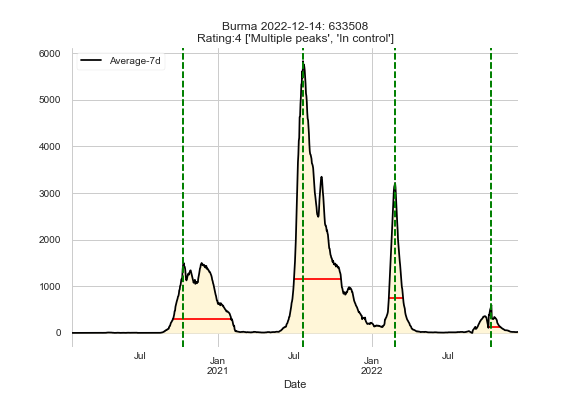 Burma 2022-12-14: 633508
Rating:4 ['Multiple peaks', 'In control']
Average-7d
6000
5000
4000
3000
2000
1000
0
Jul
Jan
2021
Jul
Jan
2022
Jul
Date